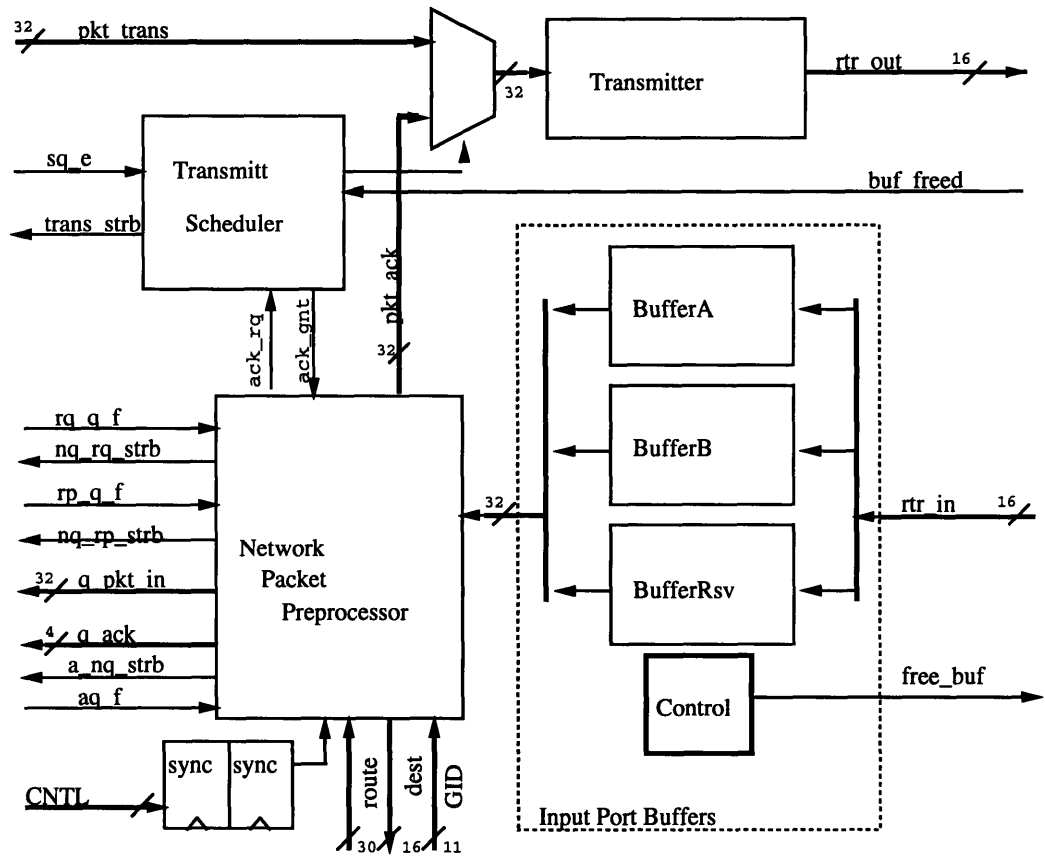 32 pkt_trans
32
Transmitter
rtr_out 16
sq_e
Transmitt
Scheduler
trans_strb
buf_freed
pkt_ack
32
ack_rq
ack_gnt
BufferA
BufferB
BufferRsv
Control
Input Port Buffers
rtr_in 16
free_buf
32
rq_q_f
nq_rq_strb
rp_q_f
nq_rp_strb
32 q_pkt_in
4 q_ack
a_nq_strb
aq_f
Network
Packet
Preprocessor
sync sync
CNTL
route
dest
GID
30 16 11